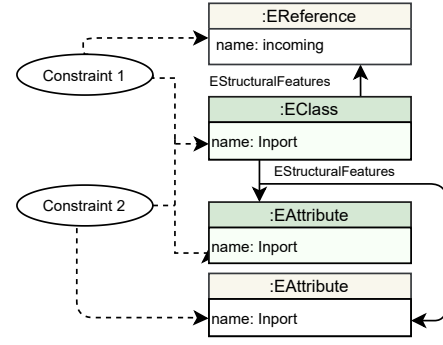 :EReference
name: incoming
Constraint 1
EStructuralFeatures
:EClass
name: Inport
EStructuralFeatures
Constraint 2
:EAttribute
name: Inport
:EAttribute
name: Inport